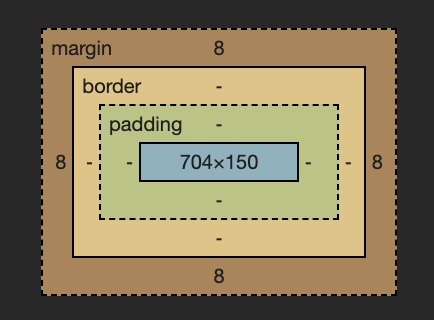 margin 8
border -
padding -
8 - - 704×150 - - 8
-
-
8